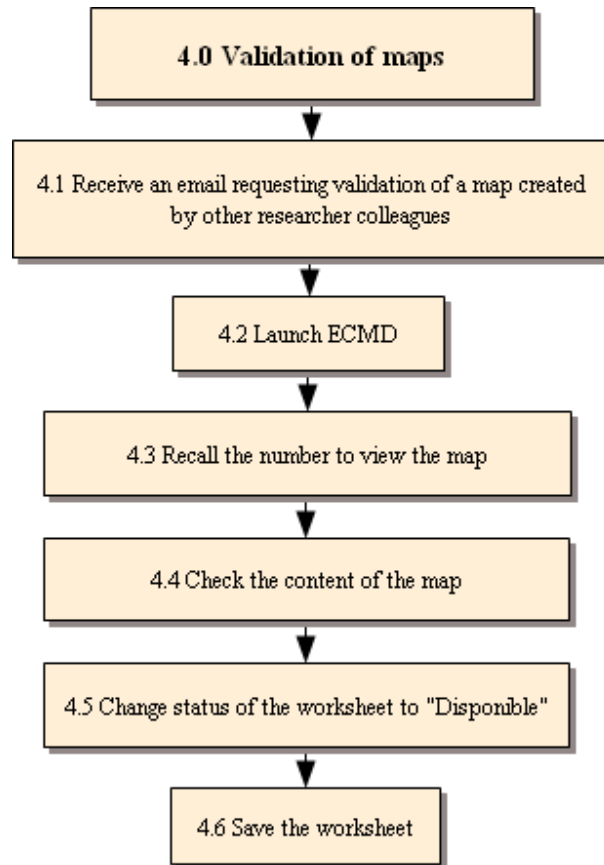 4.0 Validation of maps
4.1 Receive an email requesting validation of a map created
by other researcher colleagues
4.2 Launch ECMD
4.3 Recall the number to view the map
4.4 Check the content of the map
4.5 Change status of the worksheet to "Disponible"
4.6 Save the worksheet